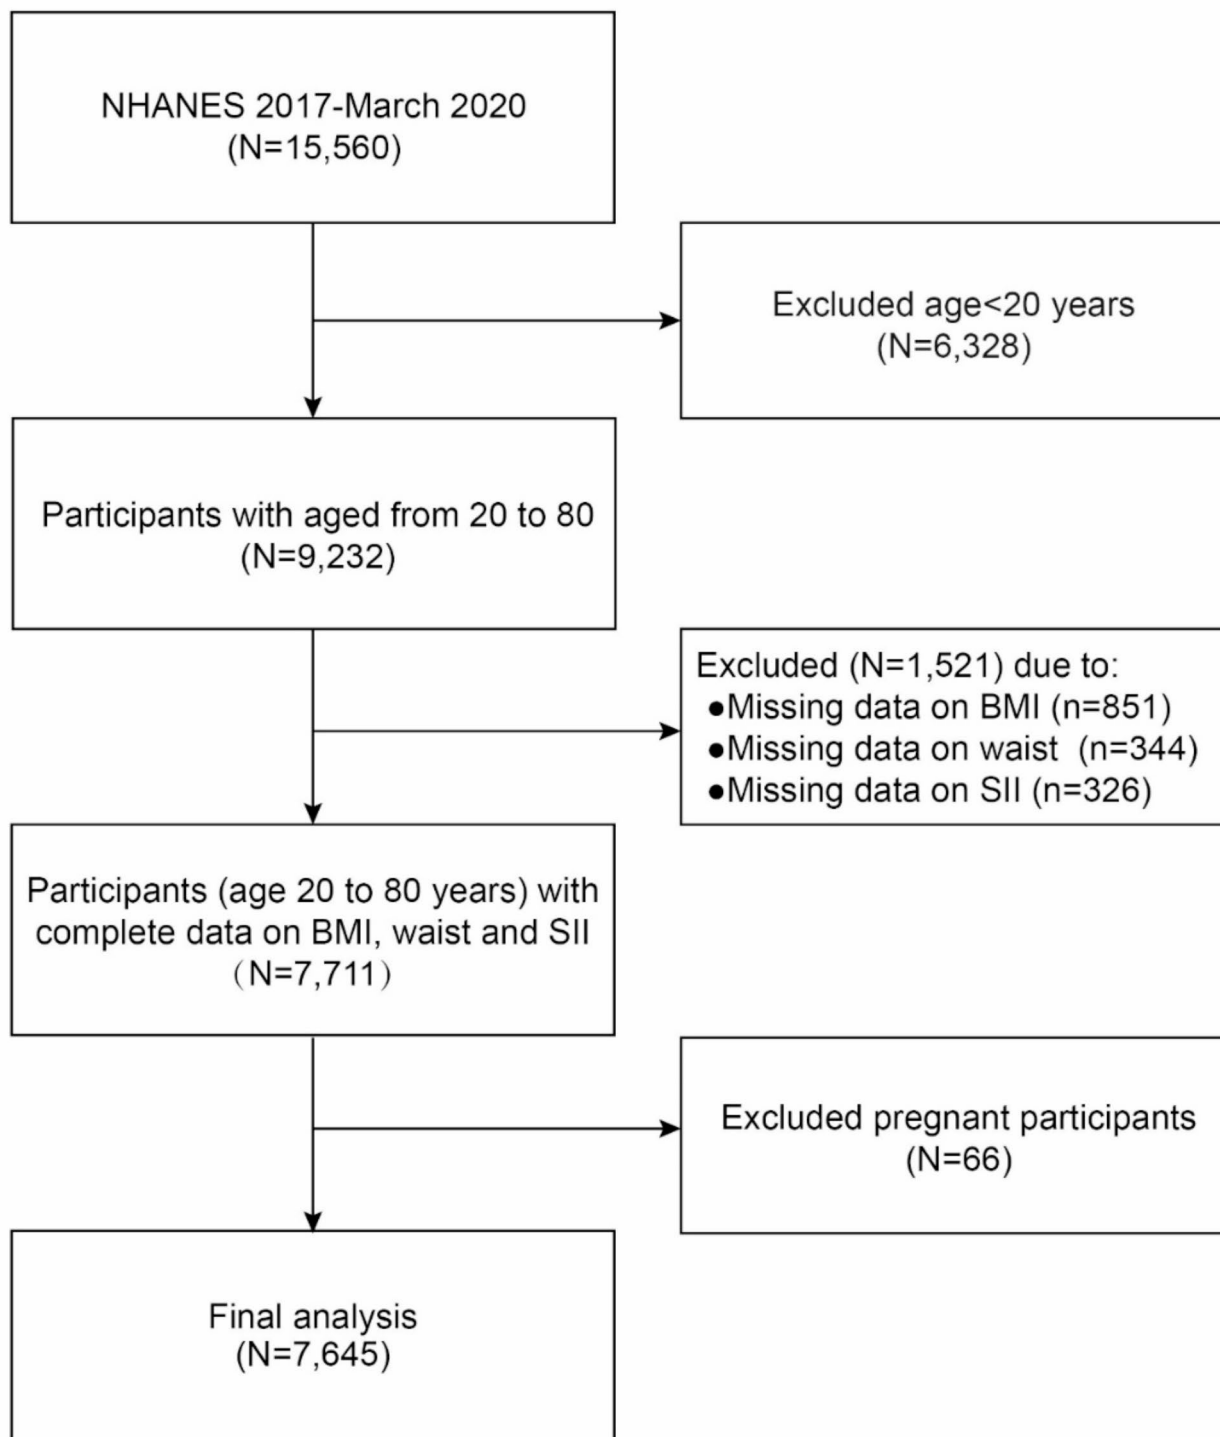 NHANES 2017-March 2020
(N=15,560)
Excluded age<20 years
(N=6,328)
Participants with aged from 20 to 80
(N=9,232)
Excluded (N=1,521) due to:
●Missing data on BMI (n=851)
●Missing data on waist  (n=344)
●Missing data on SII (n=326)
Participants (age 20 to 80 years) with
complete data on BMI, waist and SII
（N=7,711）
Excluded pregnant participants
(N=66)
Final analysis
(N=7,645)